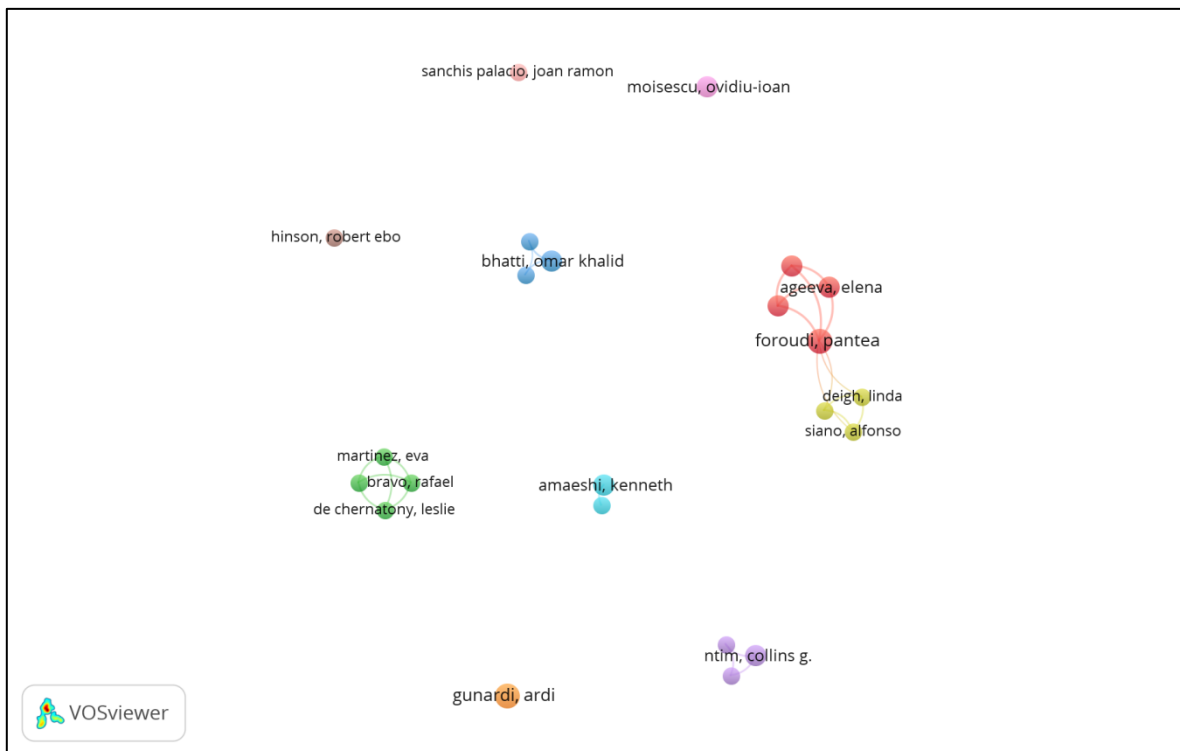 sanchis palacio, joan ramon
moisescu, ovidiu-ioan
hinson, robert ebo
bhatti, omar khalid
ageeva, elena
foroudi, pantea
deigh, linda
siano, alfonso
martinez, eva
bravo, rafael
de chernatony, leslie
amaeshi, kenneth
ntim, collins g.
gunardi, ardi
VOSviewer